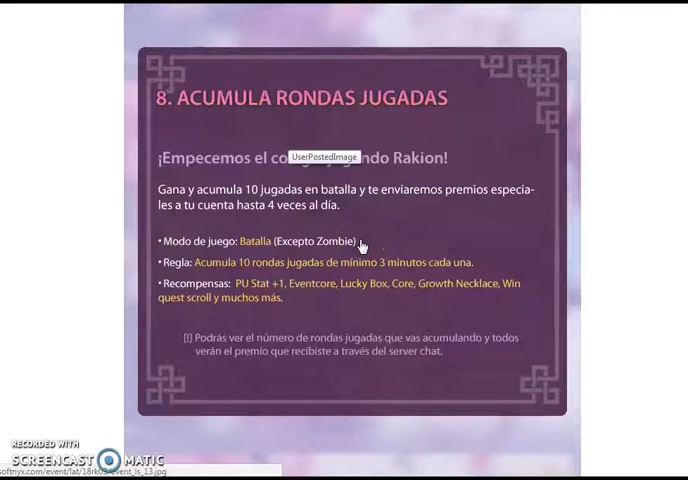 8. ACUMULA RONDAS JUGADAS
¡Empecemos el co jugando Rakion!
UserPostedImage
Gana y acumula 10 jugadas en batalla y te enviaremos premios especia-
les a tu cuenta hasta 4 veces al día.
• Modo de juego: Batalla (Excepto Zombie)
• Regla: Acumula 10 rondas jugadas de mínimo 3 minutos cada una.
• Recompensas: PU Stat +1, Eventcore, Lucky Box, Core, Growth Necklace, Win
quest scroll y muchos más.
[!] Podrás ver el número de rondas jugadas que vas acumulando y todos
verán el premio que recibiste a través del server chat.
RECORDED WITH
SCREENCAST MATIC